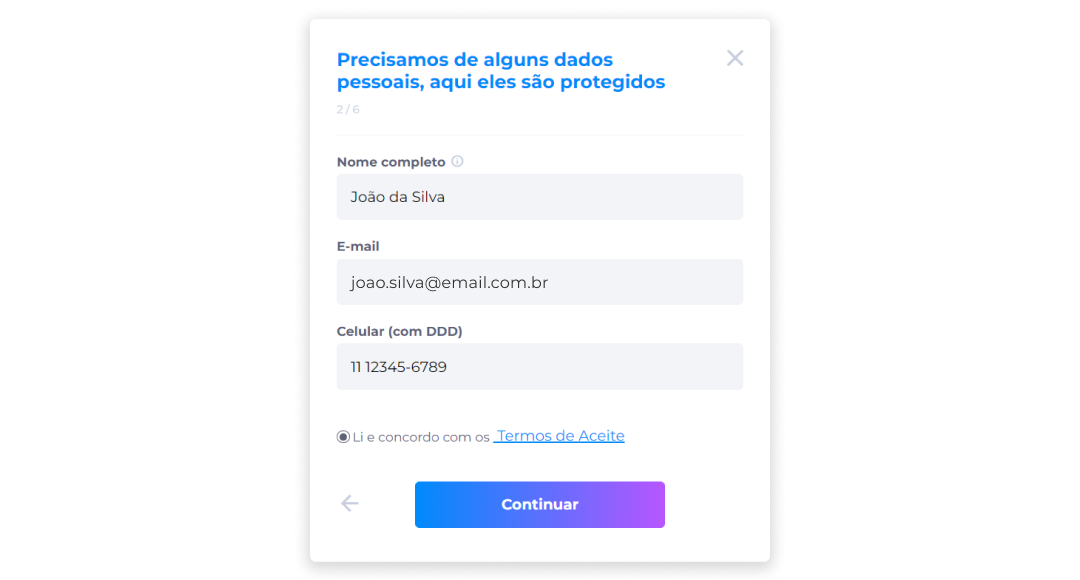 Precisamos de alguns dados
pessoais, aqui eles são protegidos
2 / 6
Nome completo
João da Silva
E-mail
joao.silva@email.com.br
Celular (com DDD)
11 12345-6789
Li e concordo com os Termos de Aceite
Continuar